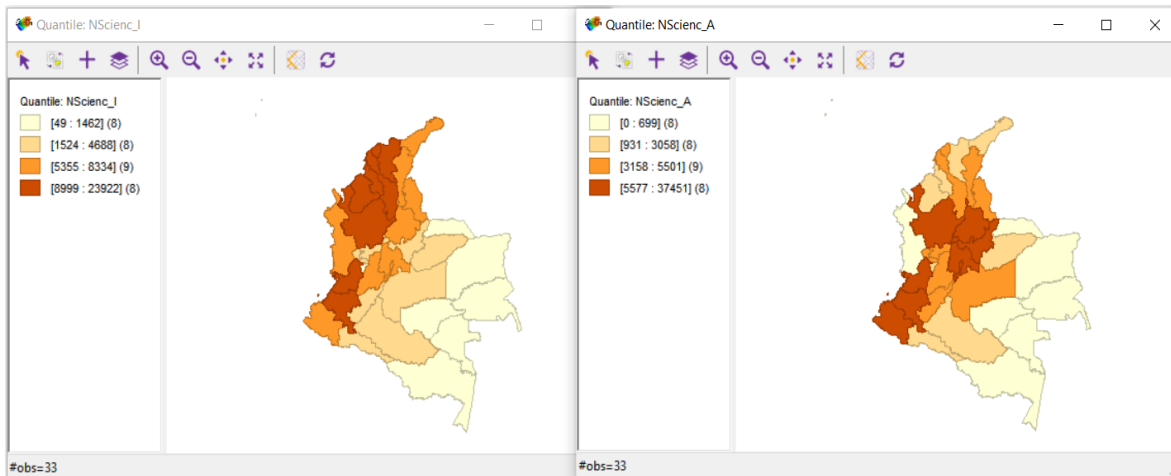 Quantile: NScienc_I
Quantile: NScienc_I
[49 : 1462] (8)
[1524 : 4688] (8)
[5355 : 8334] (9)
[8999 : 23922] (8)
#obs=33
Quantile: NScienc_A
Quantile: NScienc_A
[0 : 699] (8)
[931 : 3058] (8)
[3158 : 5501] (9)
[5577 : 37451] (8)
#obs=33